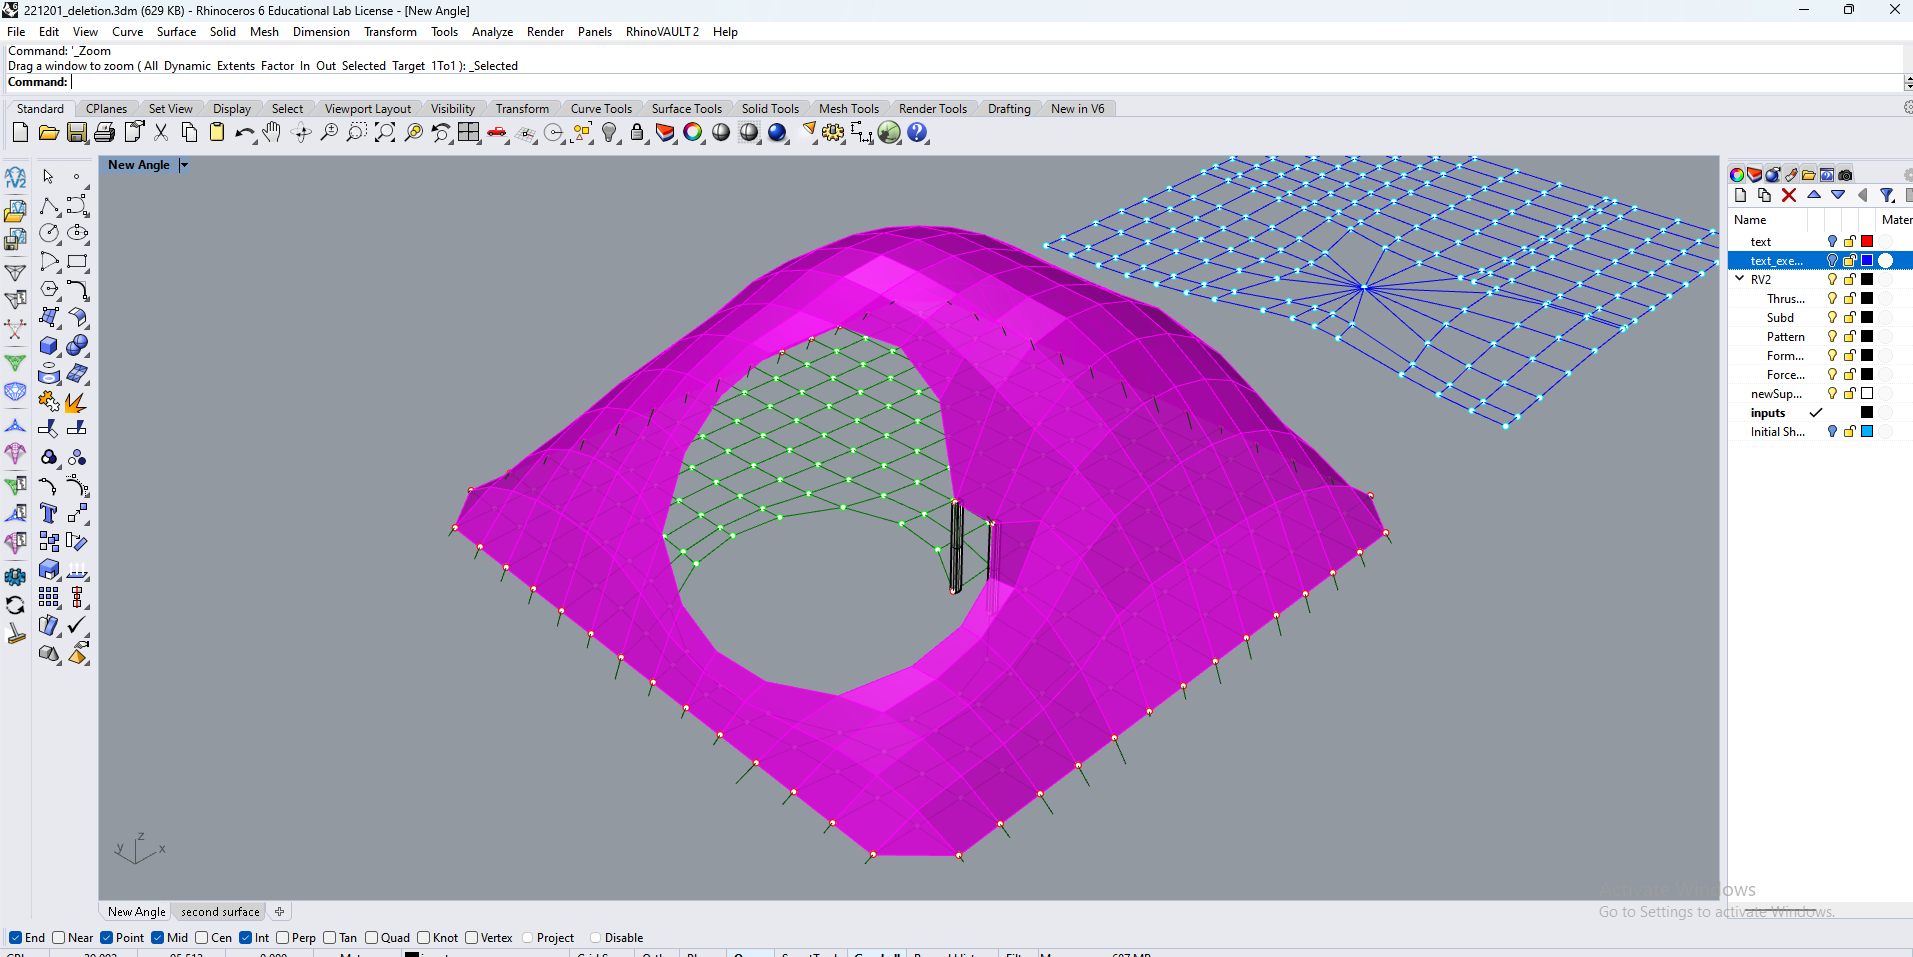 221201_deletion.3dm (629 KB) - Rhinoceros 6 Educational Lab License - [New Angle]
File Edit View Curve Surface Solid Mesh Dimension Transform Tools Analyze Render Panels RhinoVAULT 2 Help
Command: '_Zoom
Drag a window to zoom ( All Dynamic Extents Factor In Out Selected Target 1To1 ): _Selected
Command:
Standard CPlanes Set View Display Select Viewport Layout Visibility Transform Curve Tools Surface Tools Solid Tools Mesh Tools Render Tools Drafting New in V6
New Angle
rV2
Name Mater
text
text_exe...
RV2
Thrus...
Subd
Pattern
Form...
Force...
newSup...
inputs
Initial Sh...
z
y x
Activate Windows
Go to Settings to activate Windows.
New Angle second surface
End Near Point Mid Cen Int Perp Tan Quad Knot Vertex Project Disable